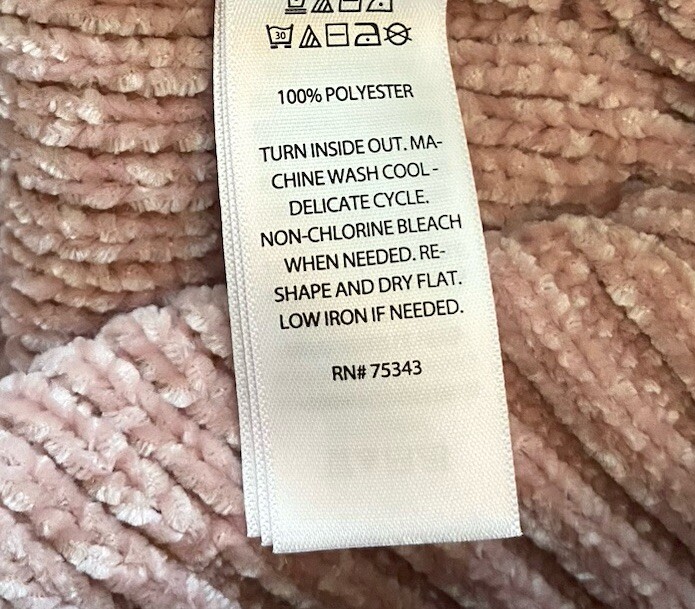 30
100% POLYESTER
TURN INSIDE OUT. MA-
CHINE WASH COOL -
DELICATE CYCLE.
NON-CHLORINE BLEACH
WHEN NEEDED. RE-
SHAPE AND DRY FLAT.
LOW IRON IF NEEDED.
RN# 75343